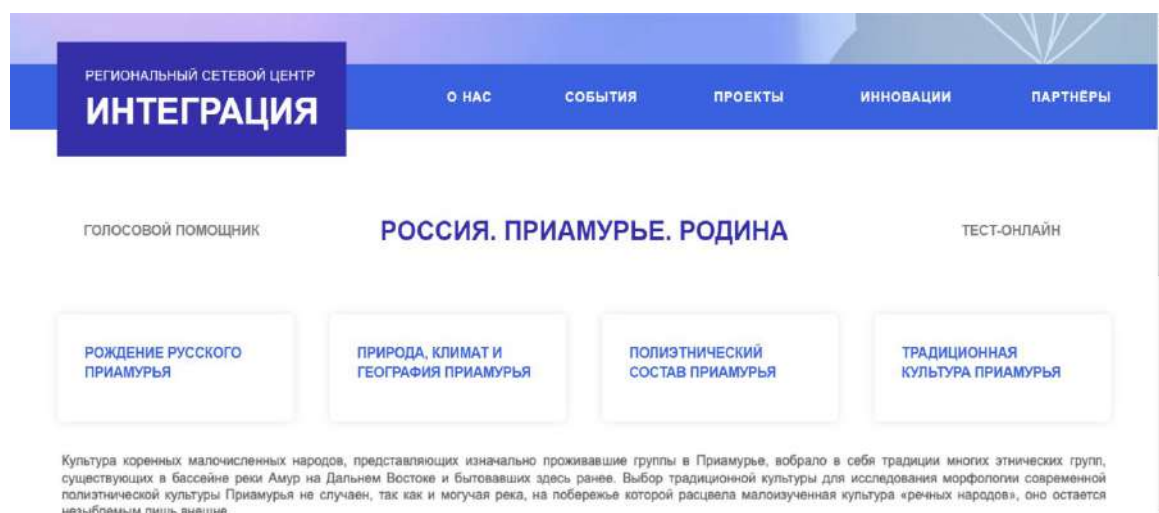 РЕГИОНАЛЬНЫЙ СЕТЕВОЙ ЦЕНТР
ИНТЕГРАЦИЯ
О НАС
СОБЫТИЯ
ПРОЕКТЫ
ИННОВАЦИИ
ПАРТНЁРЫ
ГОЛОСОВОЙ ПОМОЩНИК
РОССИЯ. ПРИАМУРЬЕ. РОДИНА
ТЕСТ-ОНЛАЙН
РОЖДЕНИЕ РУССКОГО
ПРИАМУРЬЯ
ПРИРОДА, КЛИМАТ И
ГЕОГРАФИЯ ПРИАМУРЬЯ
ПОЛИЭТНИЧЕСКИЙ
СОСТАВ ПРИАМУРЬЯ
ТРАДИЦИОННАЯ
КУЛЬТУРА ПРИАМУРЬЯ
Культура коренных малочисленных народов, представляющих изначально проживавшие группы в Приамурье, вобрало в себя традиции многих этнических групп,
существующих в бассейне реки Амур на Дальнем Востоке и бытовавших здесь ранее. Выбор традиционной культуры для исследования морфологии современной
полиэтнической культуры Приамурья не случаен, так как и могучая река, на побережье которой расцвела малоизученная культура «речных народов», оно остается
незыблемым лишь внешне